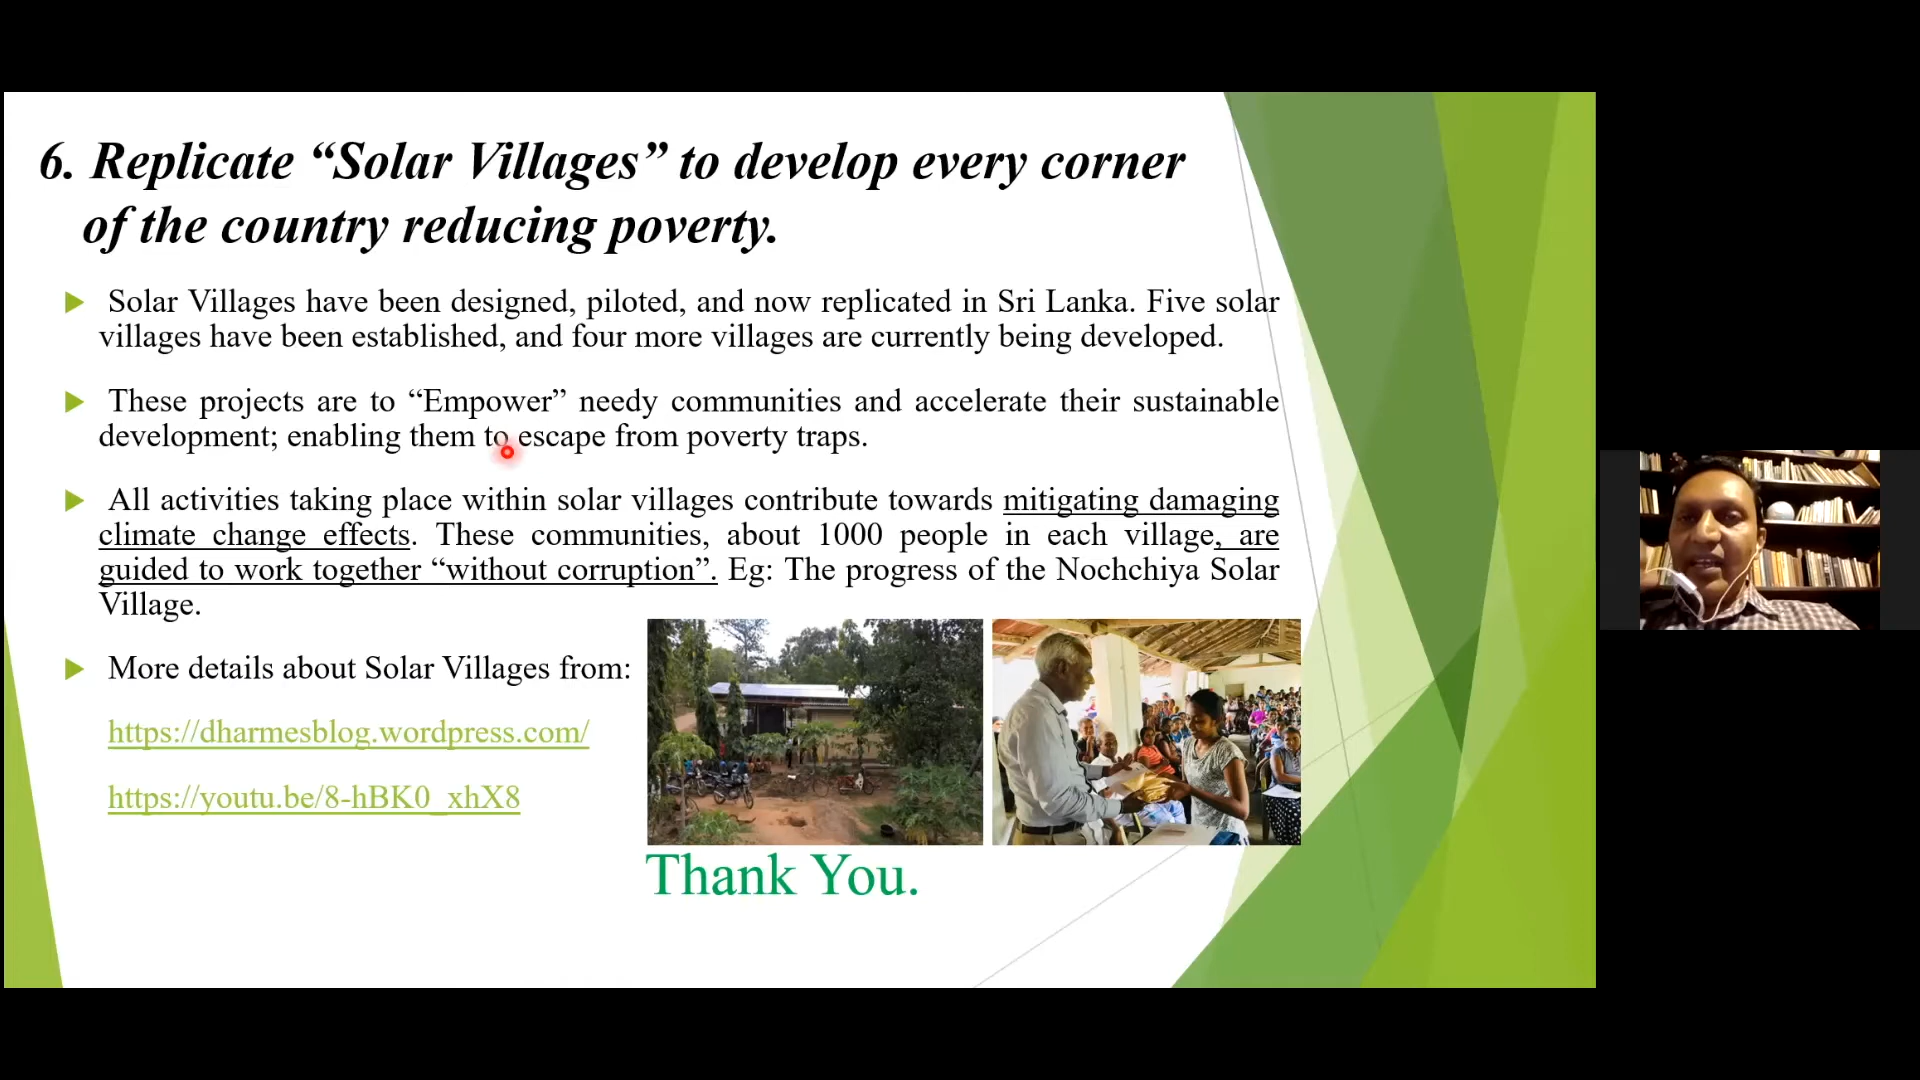 6. Replicate “Solar Villages” to develop every corner
of the country reducing poverty.
Solar Villages have been designed, piloted, and now replicated in Sri Lanka. Five solar
villages have been established, and four more villages are currently being developed.
These projects are to “Empower” needy communities and accelerate their sustainable
development; enabling them to escape from poverty traps.
All activities taking place within solar villages contribute towards mitigating damaging
climate change effects. These communities, about 1000 people in each village, are
guided to work together “without corruption”. Eg: The progress of the Nochchiya Solar
Village.
More details about Solar Villages from:
https://dharmesblog.wordpress.com/
https://youtu.be/8-hBK0_xhX8
Thank You.